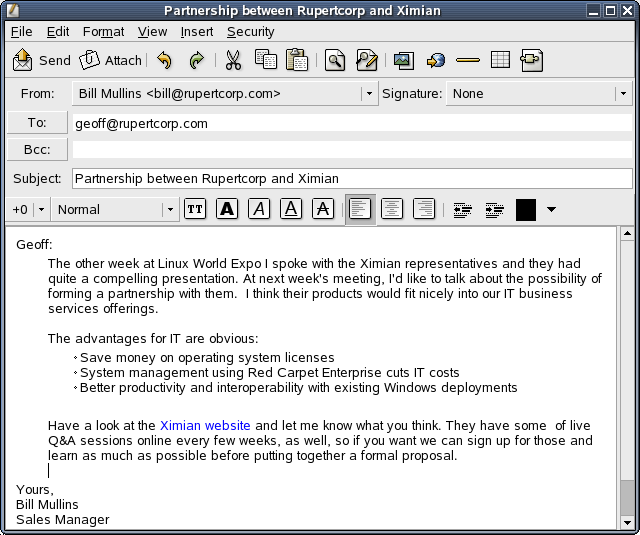 Partnership between Rupertcorp and Ximian
File Edit Format View Insert Security
Send Attach
From: Bill Mullins <bill@rupertcorp.com> Signature: None
To: geoff@rupertcorp.com
Bcc:
Subject: Partnership between Rupertcorp and Ximian
+0 Normal TT A A A A
Geoff:
The other week at Linux World Expo I spoke with the Ximian representatives and they had
quite a compelling presentation. At next week's meeting, I'd like to talk about the possibility of
forming a partnership with them.  I think their products would fit nicely into our IT business
services offerings.
The advantages for IT are obvious:
Save money on operating system licenses
System management using Red Carpet Enterprise cuts IT costs
Better productivity and interoperability with existing Windows deployments
Have a look at the Ximian website and let me know what you think. They have some  of live
Q&A sessions online every few weeks, as well, so if you want we can sign up for those and
learn as much as possible before putting together a formal proposal.
Yours,
Bill Mullins
Sales Manager